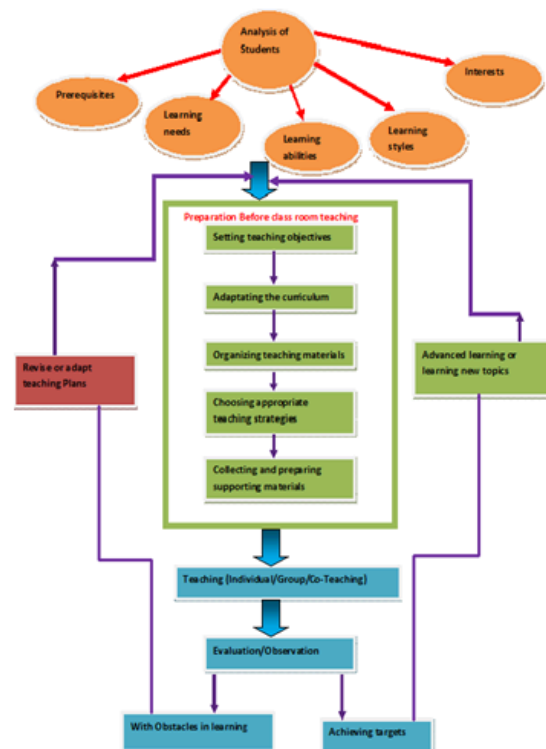 Analysis of
Students
Prerequisites
Learning
needs
Learning
abilities
Learning
styles
Interests
Preparation Before class room teaching
Setting teaching objectives
Adaptating the curriculum
Organizing teaching materials
Choosing appropriate
teaching strategies
Collecting and preparing
supporting materials
Revise or adapt
teaching Plans
Advanced learning or
learning new topics
Teaching (Individual/Group/Co-Teaching)
Evaluation/Observation
With Obstacles in learning
Achieving targets